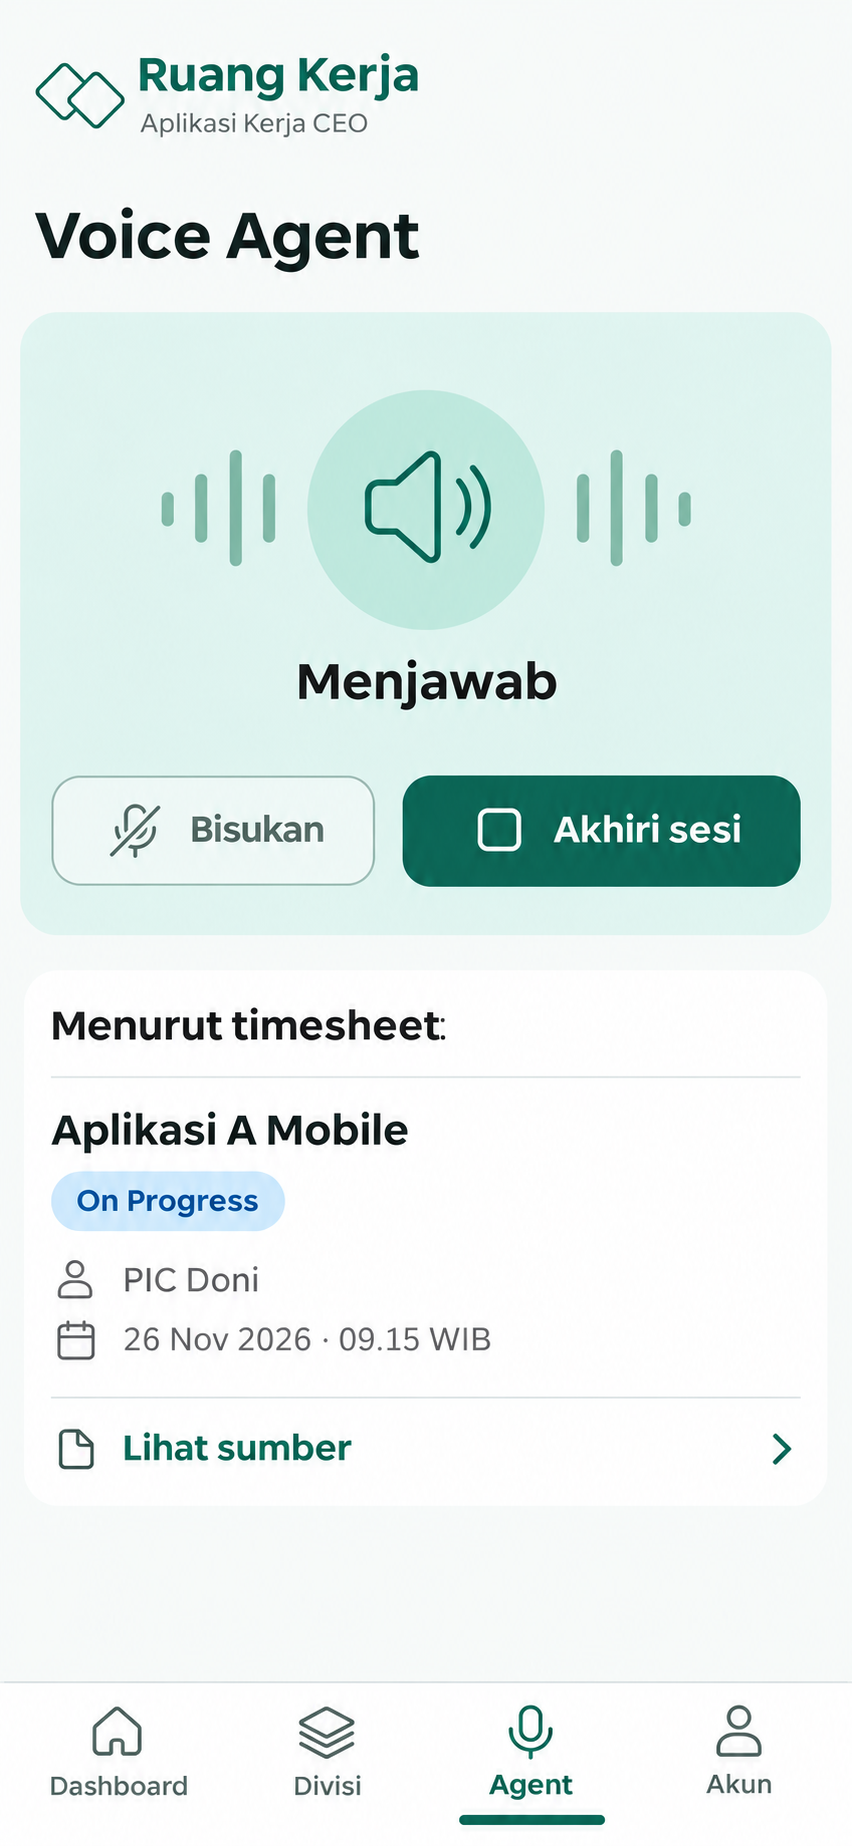 Ruang Kerja
Aplikasi Kerja CEO
Voice Agent
Menjawab
Bisukan
Akhiri sesi
Menurut timesheet:
Aplikasi A Mobile
On Progress
PIC Doni
26 Nov 2026 · 09.15 WIB
Lihat sumber
Dashboard
Divisi
Agent
Akun